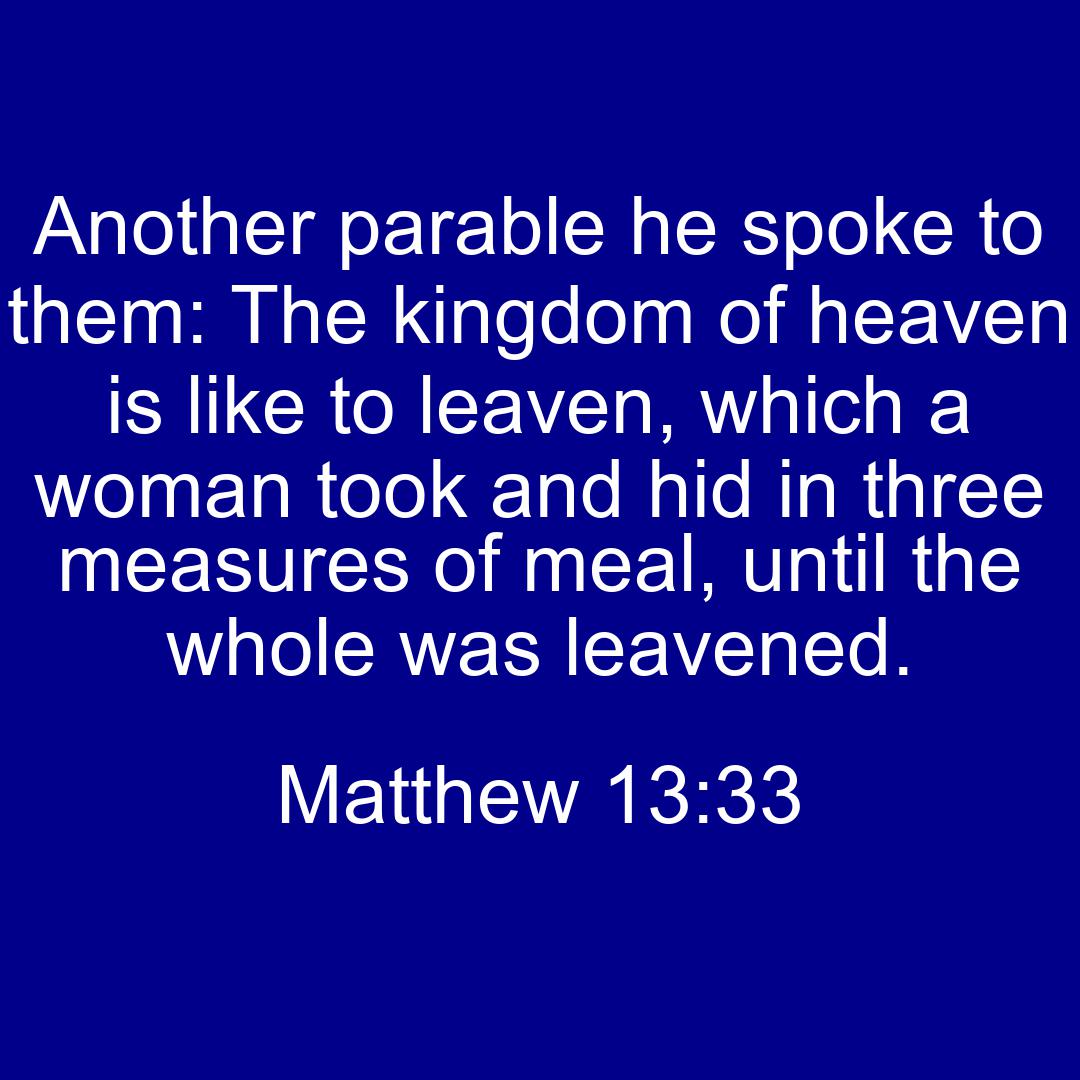 Another parable he spoke to
them: The kingdom of heaven
is like to leaven, which a
woman took and hid in three
measures of meal, until the
whole was leavened.
Matthew 13:33